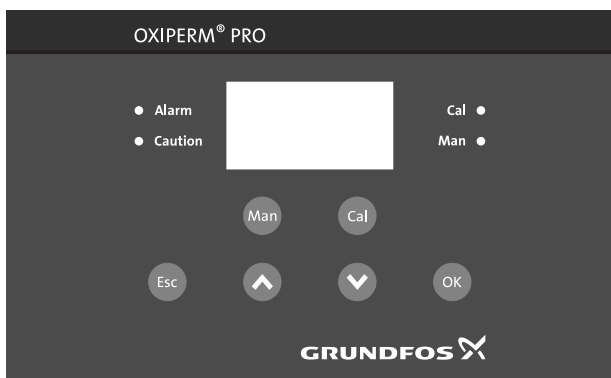 OXIPERM® PRO
Alarm
Cal
Caution
Man
Man
Cal
Esc
OK
GRUNDFOS